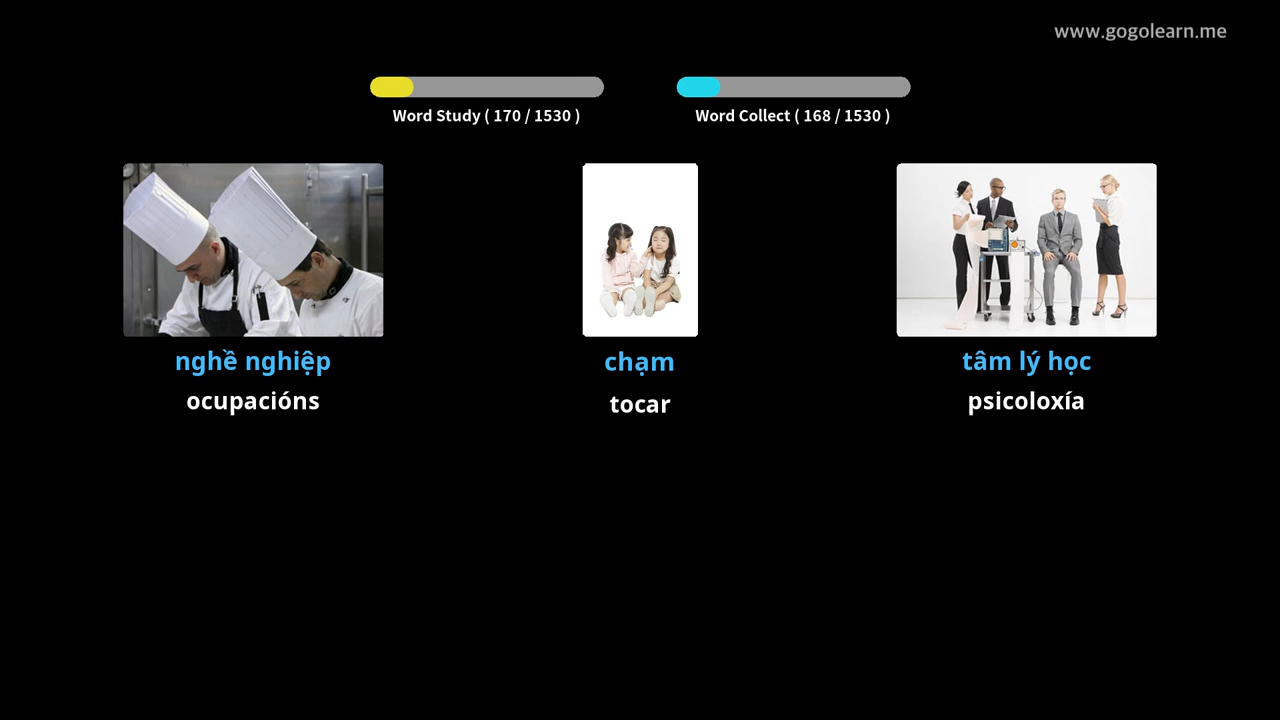 www.gogolearn.me
Word Study ( 170 / 1530 )
Word Collect ( 168 / 1530 )
nghề nghiệp
ocupacións
chạm
tocar
tâm lý học
psicoloxía